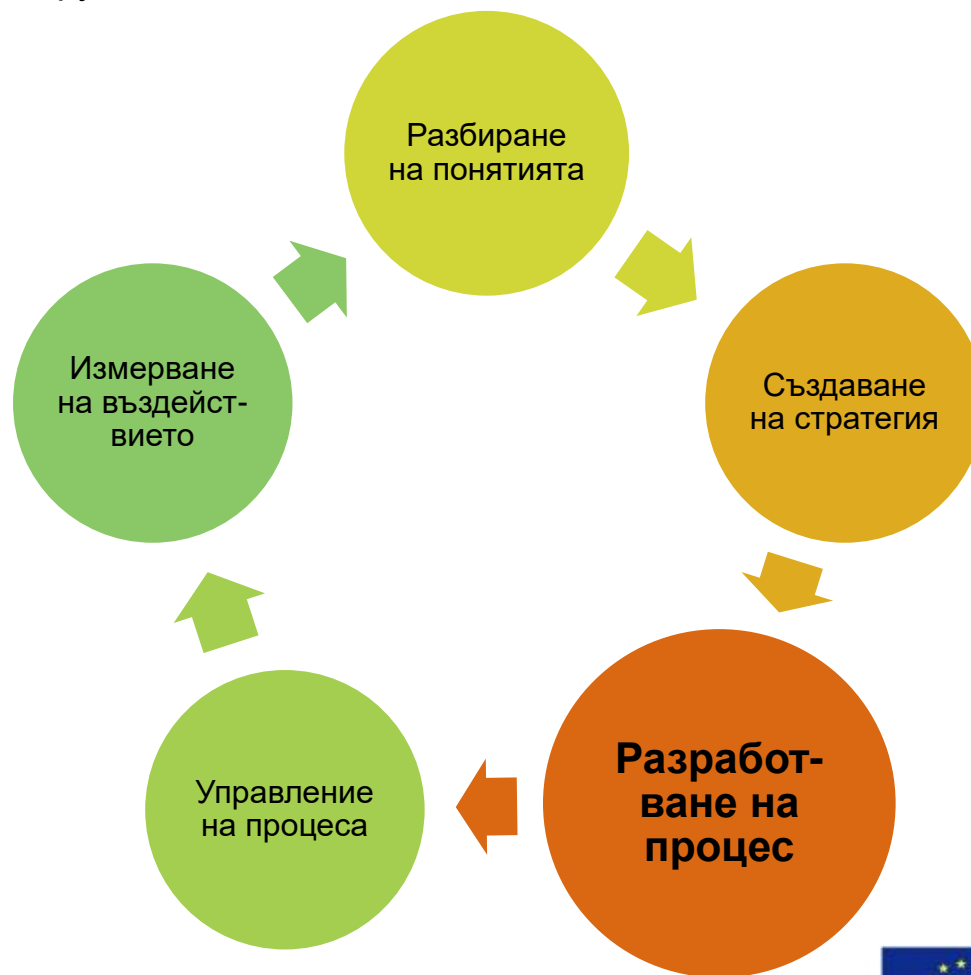 Разбиране
на понятията
Създаване
на стратегия
Разработ-
ване на
процес
Управление
на процеса
Измерване
на въздейст-
вието